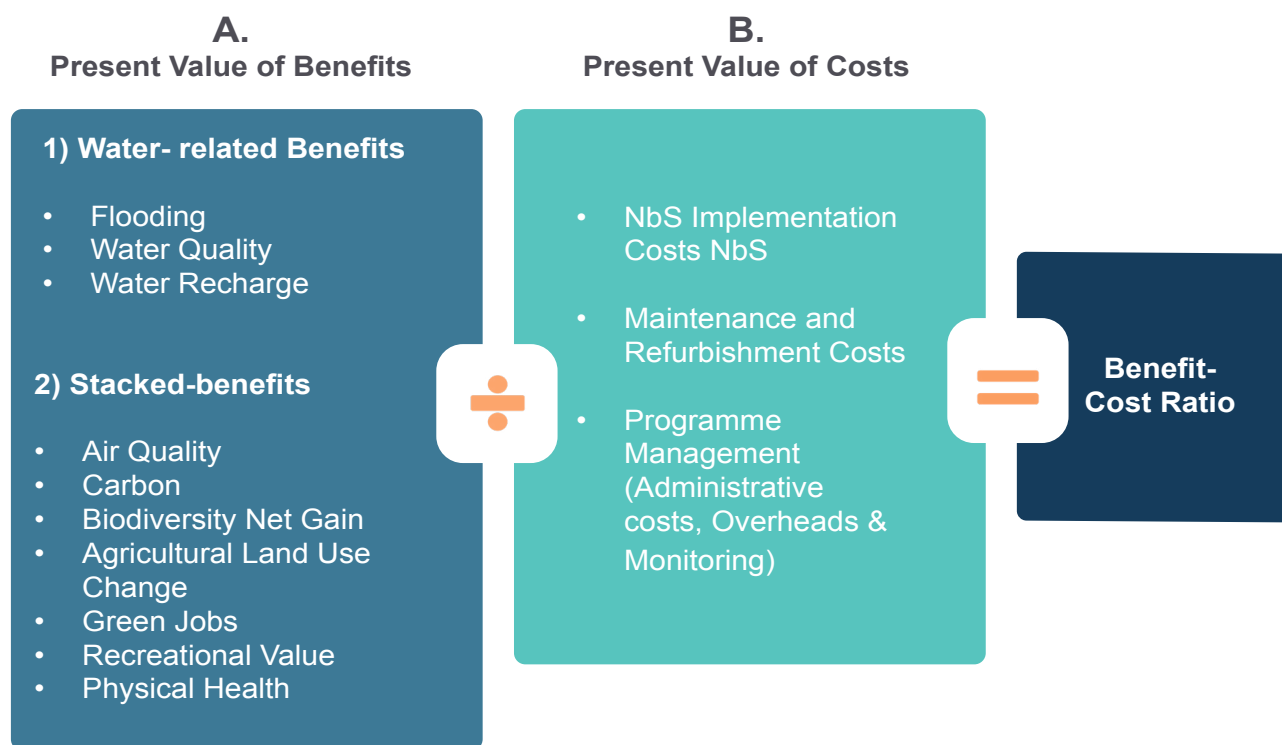 A.
Present Value of Benefits
1) Water- related Benefits
• Flooding
• Water Quality
• Water Recharge
2) Stacked-benefits
• Air Quality
• Carbon
• Biodiversity Net Gain
• Agricultural Land Use
Change
• Green Jobs
• Recreational Value
• Physical Health
÷
B.
Present Value of Costs
• NbS Implementation
Costs NbS
• Maintenance and
Refurbishment Costs
• Programme
Management
(Administrative
costs, Overheads &
Monitoring)
=
Benefit-
Cost Ratio